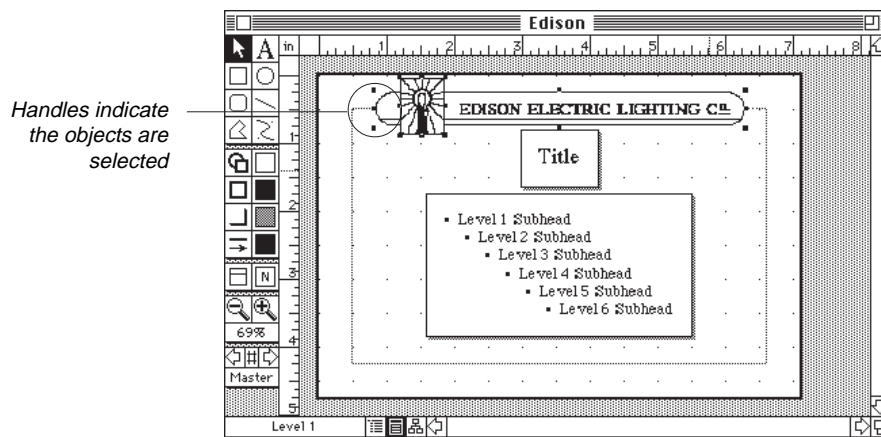 Edison
in 1 2 3 4 5 6 7 8
A
Handles indicate
the objects are
selected
EDISON ELECTRIC LIGHTING Cº
Title
▪ Level 1 Subhead
▪ Level 2 Subhead
▪ Level 3 Subhead
▪ Level 4 Subhead
▪ Level 5 Subhead
▪ Level 6 Subhead
1
2
3
4
5
N
69%
#
Master
Level 1